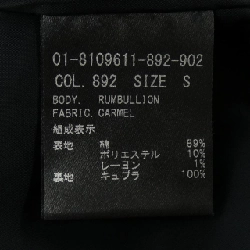 01-8109611-892-902
COL. 892 SIZE S
BODY. RUMBULLION
FABRIC. CARMEL
組成表示
表地 綿 89%
ポリエステル 10%
レーヨン 1%
裏地 キュプラ 100%